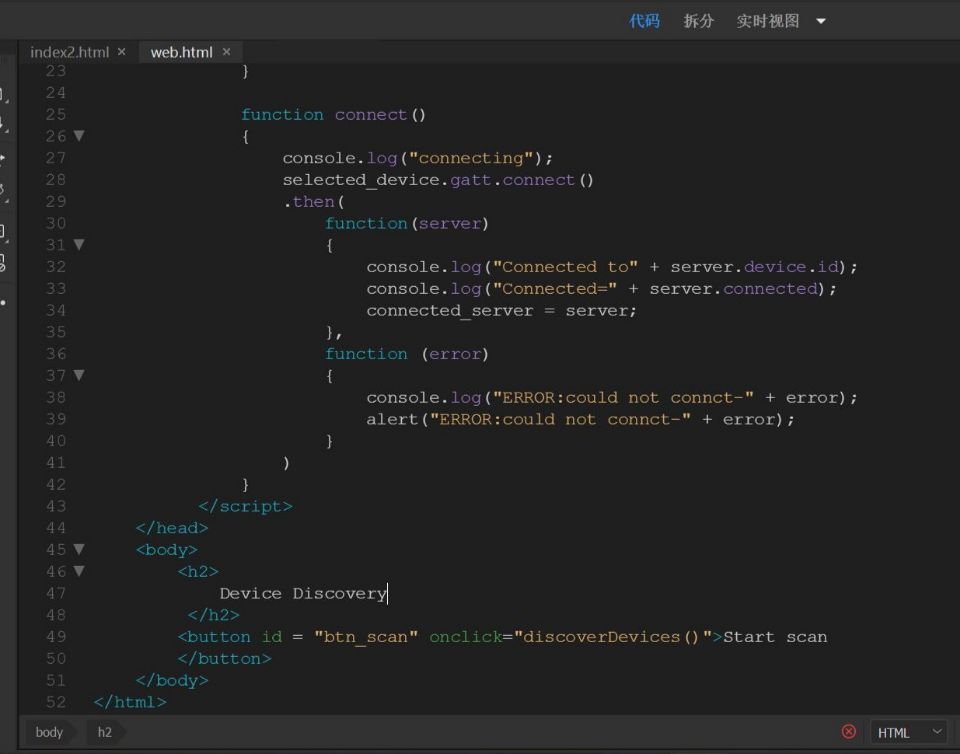 代码 拆分 实时视图
index2.html × web.html ×
23 }
24
25 function connect()
26 {
27 console.log("connecting");
28 selected_device.gatt.connect()
29 .then(
30 function(server)
31 {
32 console.log("Connected to" + server.device.id);
33 console.log("Connected=" + server.connected);
34 connected_server = server;
35 },
36 function (error)
37 {
38 console.log("ERROR:could not connct-" + error);
39 alert("ERROR:could not connct-" + error);
40 }
41 )
42 }
43 </script>
44 </head>
45 <body>
46 <h2>
47 Device Discovery
48 </h2>
49 <button id = "btn_scan" onclick="discoverDevices()">Start scan
50 </button>
51 </body>
52 </html>
body h2 HTML